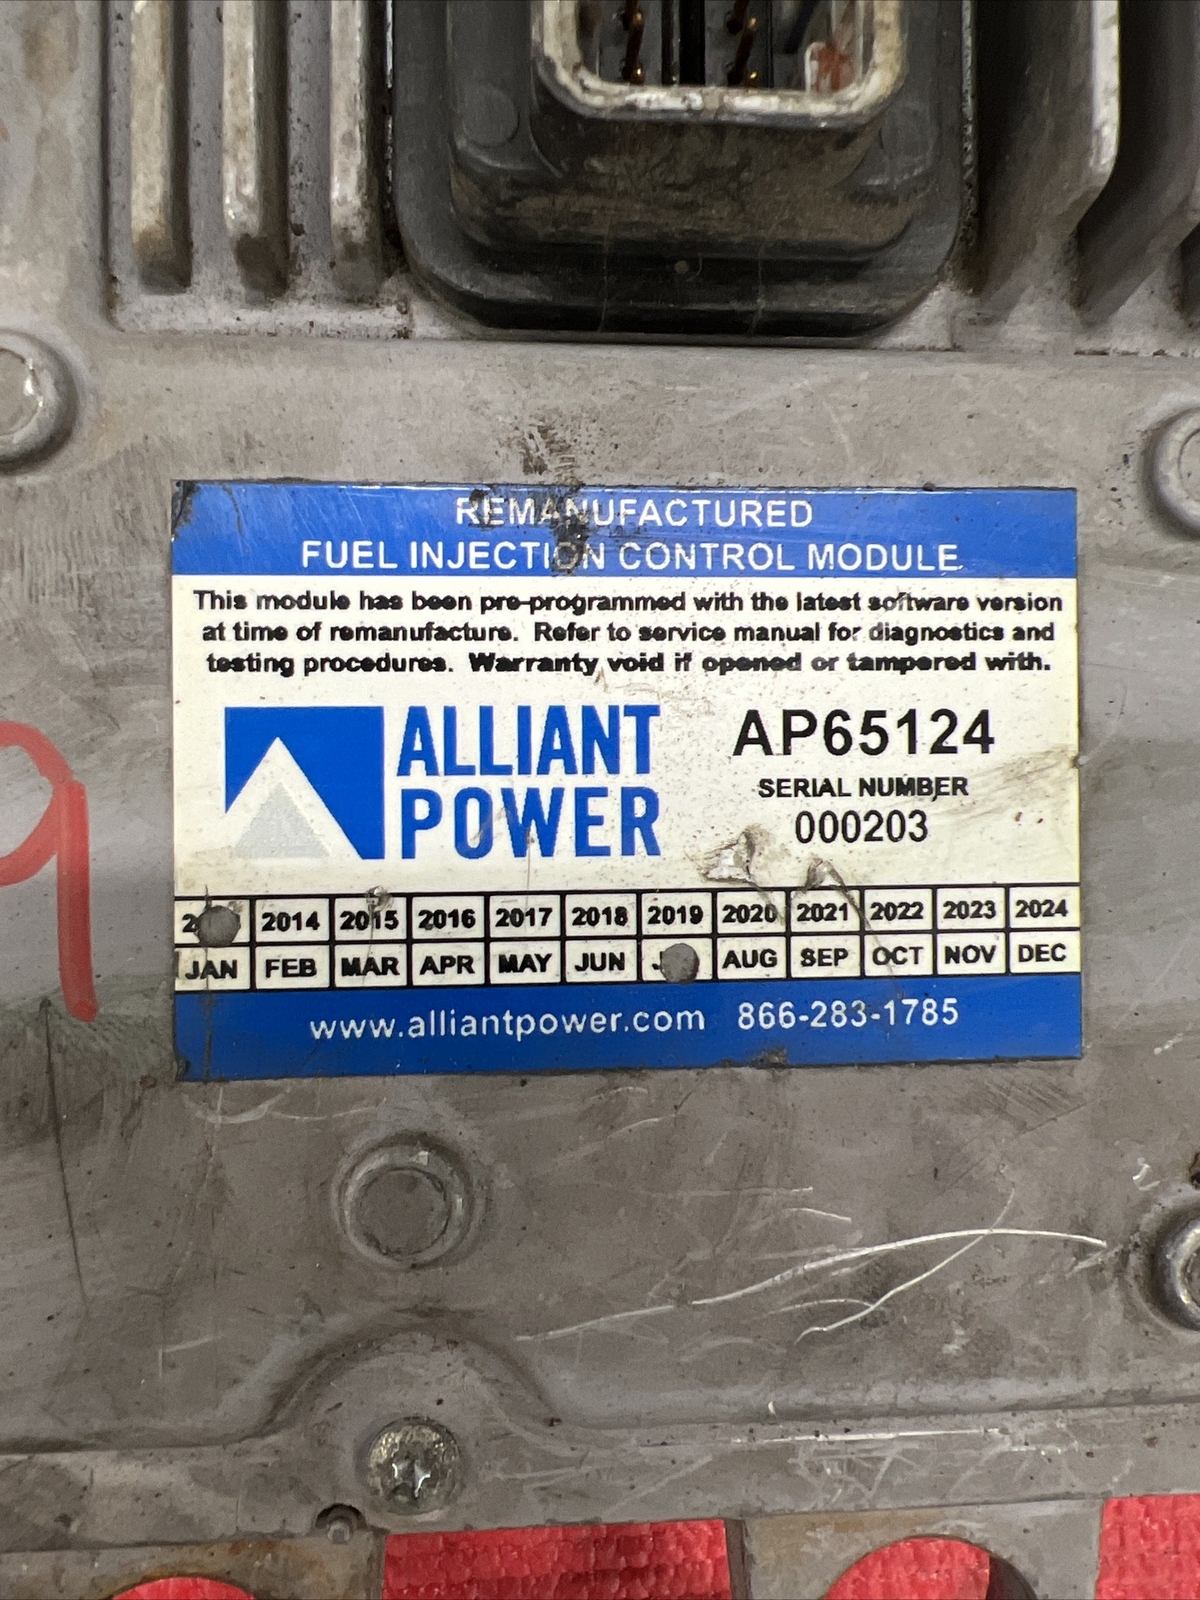 REMANUFACTURED
FUEL INJECTION CONTROL MODULE
This module has been pre-programmed with the latest software version
at time of remanufacture. Refer to service manual for diagnostics and
testing procedures. Warranty void if opened or tampered with.
ALLIANT
POWER
AP65124
SERIAL NUMBER
000203
2014 2015 2016 2017 2018 2019 2020 2021 2022 2023 2024
JAN FEB MAR APR MAY JUN AUG SEP OCT NOV DEC
www.alliantpower.com 866-283-1785
9